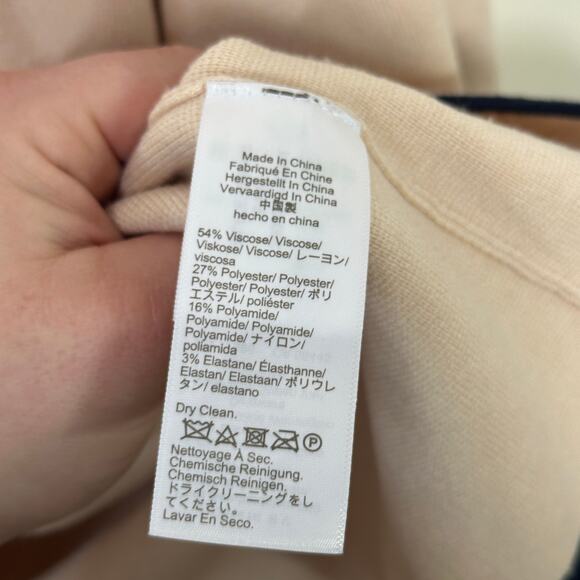 Made In China
Fabriqué En Chine
Hergestellt In China
Vervaardigd In China
中国製
hecho en china
54% Viscose/ Viscose/
Viskose/ Viscose/ レーヨン/
viscosa
27% Polyester/ Polyester/
Polyester/ Polyester/ ポリ
エステル/ poliéster
16% Polyamide/
Polyamide/ Polyamide/
Polyamide/ ナイロン/
poliamida
3% Elastane/ Élasthanne/
Elastan/ Elastaan/ ポリウレ
タン/ elastano
Dry Clean.
P
Nettoyage À Sec.
Chemische Reinigung.
Chemisch Reinigen.
ドライクリーニングをし
てください。
Lavar En Seco.